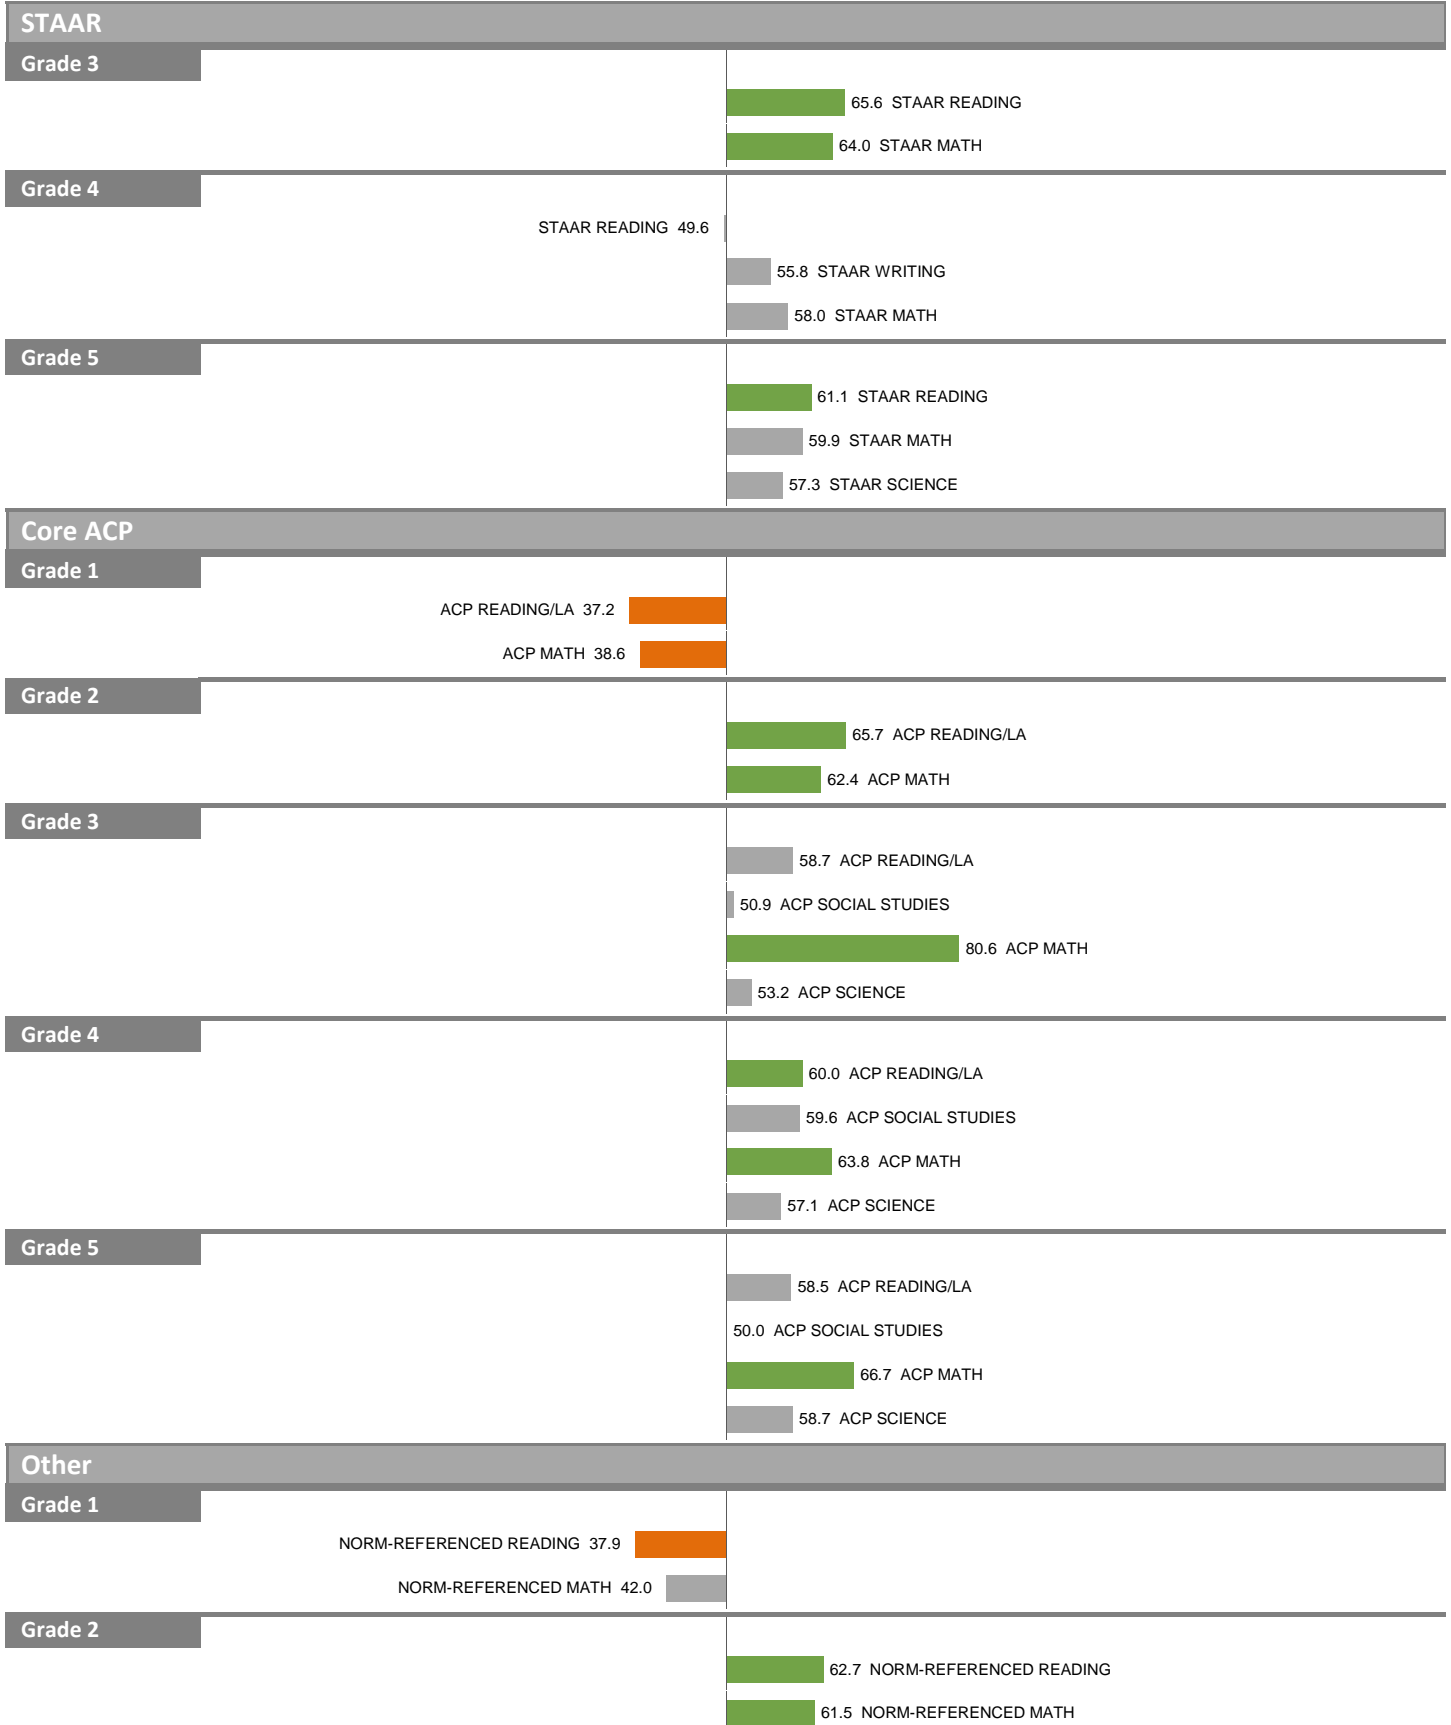 STAAR
Grade 3
65.6 STAAR READING
64.0 STAAR MATH
Grade 4
STAAR READING 49.6
55.8 STAAR WRITING
58.0 STAAR MATH
Grade 5
61.1 STAAR READING
59.9 STAAR MATH
57.3 STAAR SCIENCE
Core ACP
Grade 1
ACP READING/LA 37.2
ACP MATH 38.6
Grade 2
65.7 ACP READING/LA
62.4 ACP MATH
Grade 3
58.7 ACP READING/LA
50.9 ACP SOCIAL STUDIES
80.6 ACP MATH
53.2 ACP SCIENCE
Grade 4
60.0 ACP READING/LA
59.6 ACP SOCIAL STUDIES
63.8 ACP MATH
57.1 ACP SCIENCE
Grade 5
58.5 ACP READING/LA
50.0 ACP SOCIAL STUDIES
66.7 ACP MATH
58.7 ACP SCIENCE
Other
Grade 1
NORM-REFERENCED READING 37.9
NORM-REFERENCED MATH 42.0
Grade 2
62.7 NORM-REFERENCED READING
61.5 NORM-REFERENCED MATH